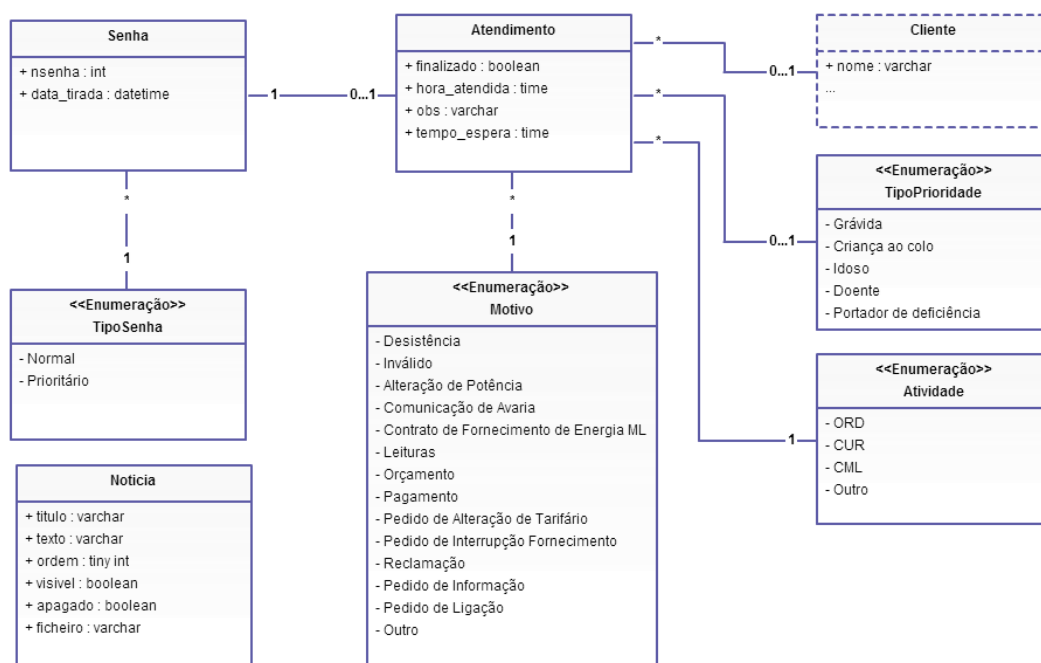 Senha
+ nsenha : int
+ data_tirada : datetime
1
0...1
Atendimento
+ finalizado : boolean
+ hora_atendida : time
+ obs : varchar
+ tempo_espera : time
*
0...1
Cliente
+ nome : varchar
...
*
0...1
<<Enumeração>>
TipoPrioridade
- Grávida
- Criança ao colo
- Idoso
- Doente
- Portador de deficiência
*
1
<<Enumeração>>
Atividade
- ORD
- CUR
- CML
- Outro
*
1
<<Enumeração>>
TipoSenha
- Normal
- Prioritário
*
1
<<Enumeração>>
Motivo
- Desistência
- Inválido
- Alteração de Potência
- Comunicação de Avaria
- Contrato de Fornecimento de Energia ML
- Leituras
- Orçamento
- Pagamento
- Pedido de Alteração de Tarifário
- Pedido de Interrupção Fornecimento
- Reclamação
- Pedido de Informação
- Pedido de Ligação
- Outro
Noticia
+ titulo : varchar
+ texto : varchar
+ ordem : tiny int
+ visivel : boolean
+ apagado : boolean
+ ficheiro : varchar